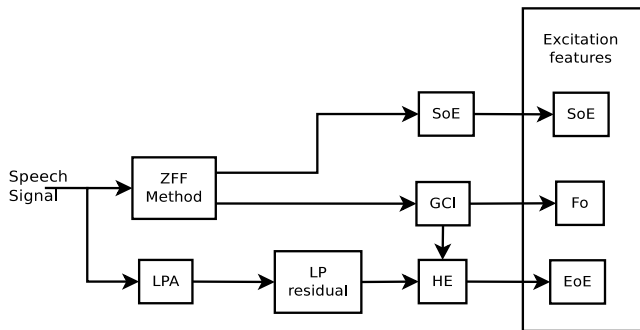 Excitation
features
SoE
SoE
Speech
Signal
ZFF
Method
GCI
Fo
LPA
LP
residual
HE
EoE